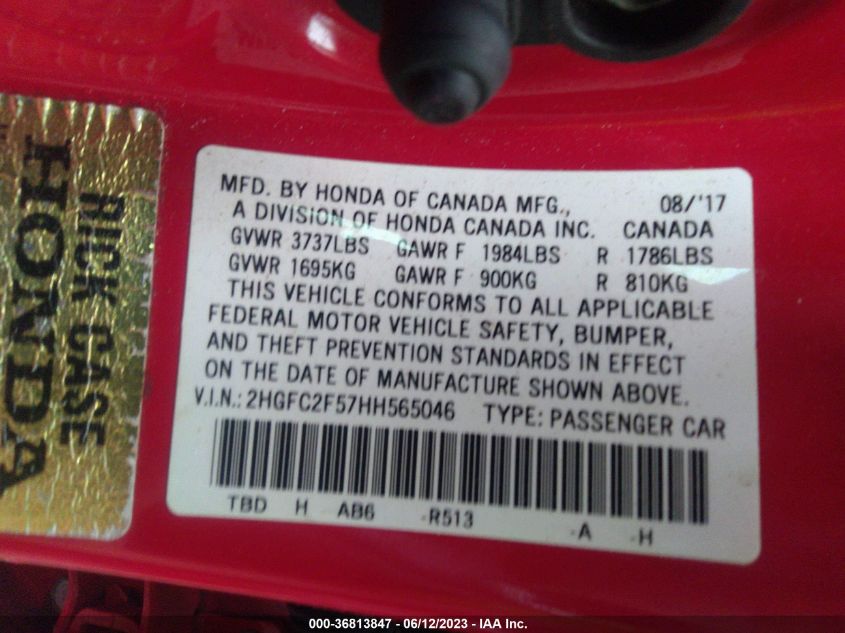 RICK CASE
HONDA
MFD. BY HONDA OF CANADA MFG., 08/'17
A DIVISION OF HONDA CANADA INC. CANADA
GVWR 3737LBS GAWR F 1984LBS R 1786LBS
GVWR 1695KG GAWR F 900KG R 810KG
THIS VEHICLE CONFORMS TO ALL APPLICABLE
FEDERAL MOTOR VEHICLE SAFETY, BUMPER,
AND THEFT PREVENTION STANDARDS IN EFFECT
ON THE DATE OF MANUFACTURE SHOWN ABOVE.
V.I.N.: 2HGFC2F57HH565046 TYPE: PASSENGER CAR
TBD H AB6 -R513 -A -H
000-36813847 - 06/12/2023 - IAA Inc.